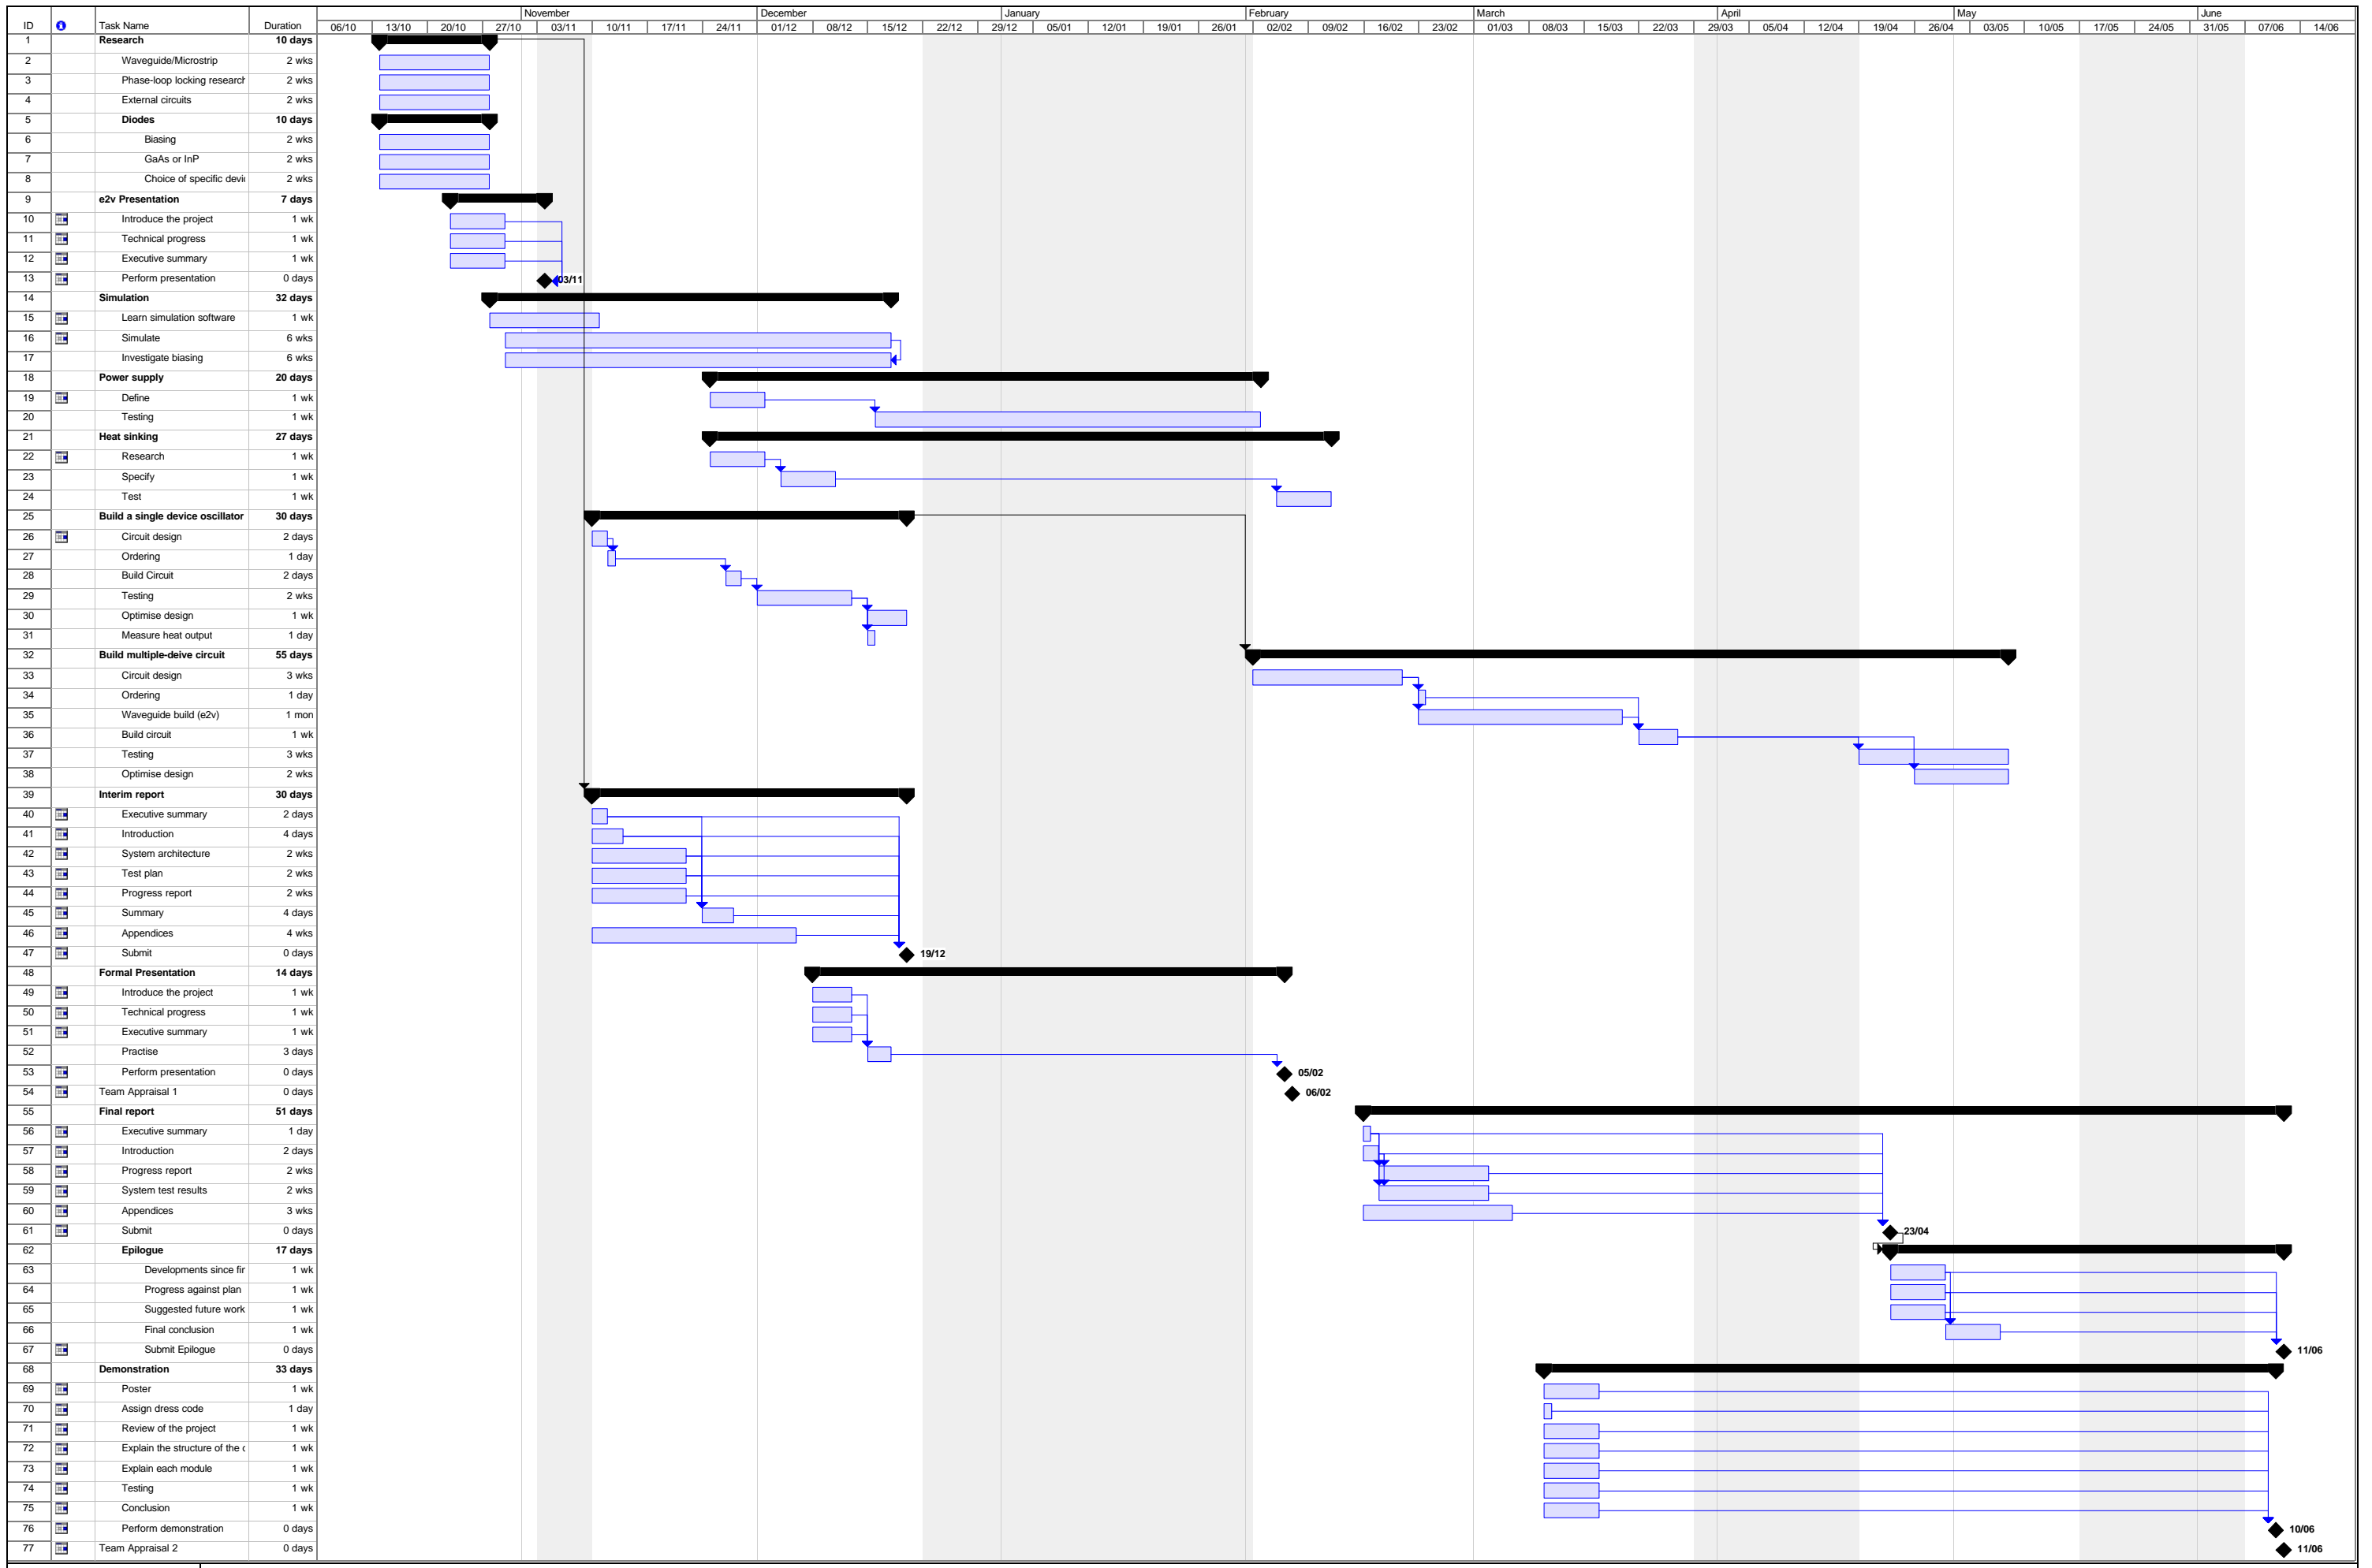 November December January February March April May June
ID Task Name Duration 06/10 13/10 20/10 27/10 03/11 10/11 17/11 24/11 01/12 08/12 15/12 22/12 29/12 05/01 12/01 19/01 26/01 02/02 09/02 16/02 23/02 01/03 08/03 15/03 22/03 29/03 05/04 12/04 19/04 26/04 03/05 10/05 17/05 24/05 31/05 07/06 14/06
1 Research 10 days
2 Waveguide/Microstrip 2 wks
3 Phase-loop locking research 2 wks
4 External circuits 2 wks
5 Diodes 10 days
6 Biasing 2 wks
7 GaAs or InP 2 wks
8 Choice of specific devi 2 wks
9 e2v Presentation 7 days
10 Introduce the project 1 wk
11 Technical progress 1 wk
12 Executive summary 1 wk
13 Perform presentation 0 days 03/11
14 Simulation 32 days
15 Learn simulation software 1 wk
16 Simulate 6 wks
17 Investigate biasing 6 wks
18 Power supply 20 days
19 Define 1 wk
20 Testing 1 wk
21 Heat sinking 27 days
22 Research 1 wk
23 Specify 1 wk
24 Test 1 wk
25 Build a single device oscillator 30 days
26 Circuit design 2 days
27 Ordering 1 day
28 Build Circuit 2 days
29 Testing 2 wks
30 Optimise design 1 wk
31 Measure heat output 1 day
32 Build multiple-deive circuit 55 days
33 Circuit design 3 wks
34 Ordering 1 day
35 Waveguide build (e2v) 1 mon
36 Build circuit 1 wk
37 Testing 3 wks
38 Optimise design 2 wks
39 Interim report 30 days
40 Executive summary 2 days
41 Introduction 4 days
42 System architecture 2 wks
43 Test plan 2 wks
44 Progress report 2 wks
45 Summary 4 days
46 Appendices 4 wks
47 Submit 0 days 19/12
48 Formal Presentation 14 days
49 Introduce the project 1 wk
50 Technical progress 1 wk
51 Executive summary 1 wk
52 Practise 3 days
53 Perform presentation 0 days 05/02
54 Team Appraisal 1 0 days 06/02
55 Final report 51 days
56 Executive summary 1 day
57 Introduction 2 days
58 Progress report 2 wks
59 System test results 2 wks
60 Appendices 3 wks
61 Submit 0 days 23/04
62 Epilogue 17 days
63 Developments since fir 1 wk
64 Progress against plan 1 wk
65 Suggested future work 1 wk
66 Final conclusion 1 wk
67 Submit Epilogue 0 days 11/06
68 Demonstration 33 days
69 Poster 1 wk
70 Assign dress code 1 day
71 Review of the project 1 wk
72 Explain the structure of the 1 wk
73 Explain each module 1 wk
74 Testing 1 wk
75 Conclusion 1 wk
76 Perform demonstration 0 days 10/06
77 Team Appraisal 2 0 days 11/06